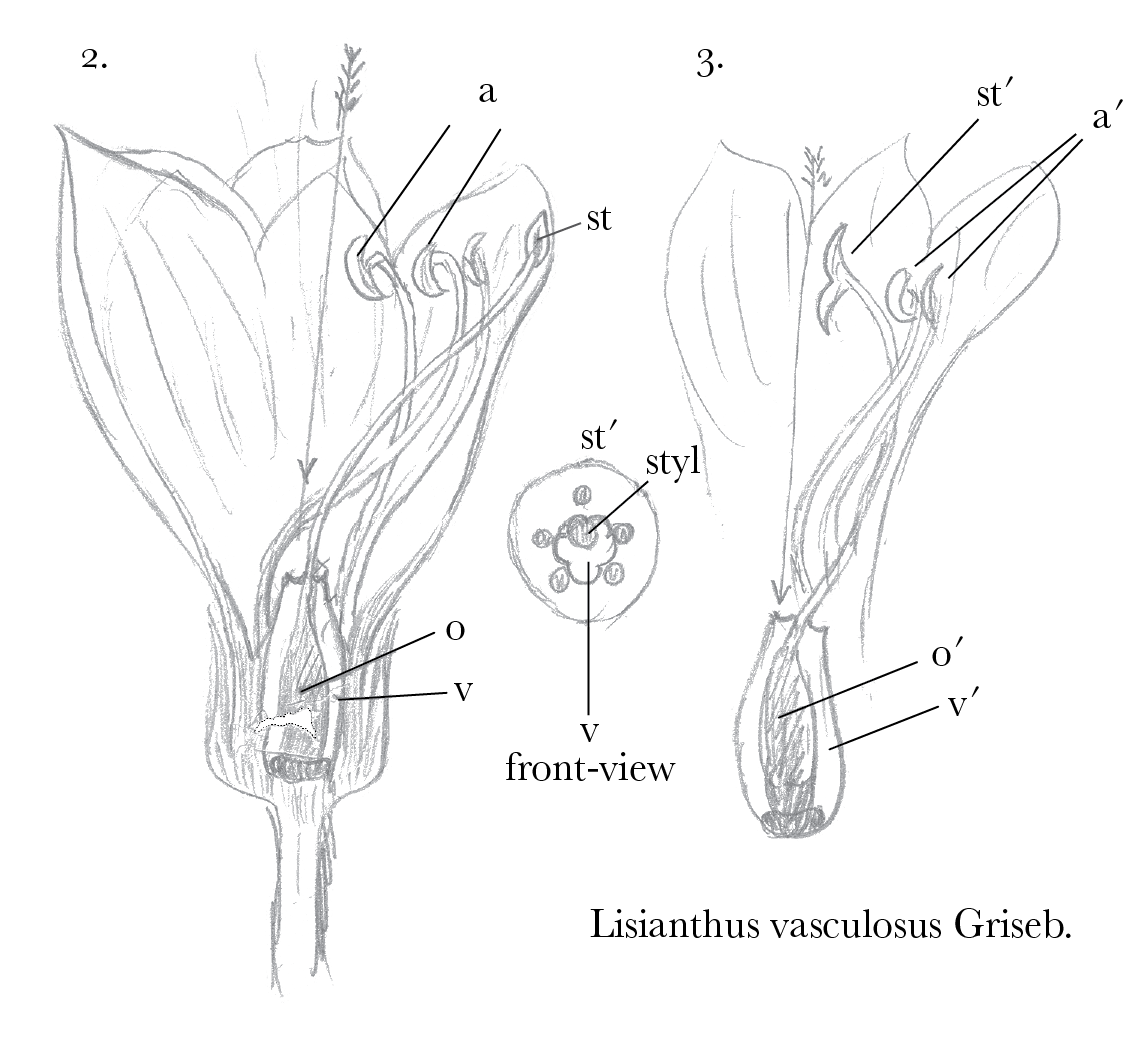 2.
a
st
o
v
st′
styl
v
front-view
3.
st′
a′
o′
v′
Lisianthus vasculosus Griseb.